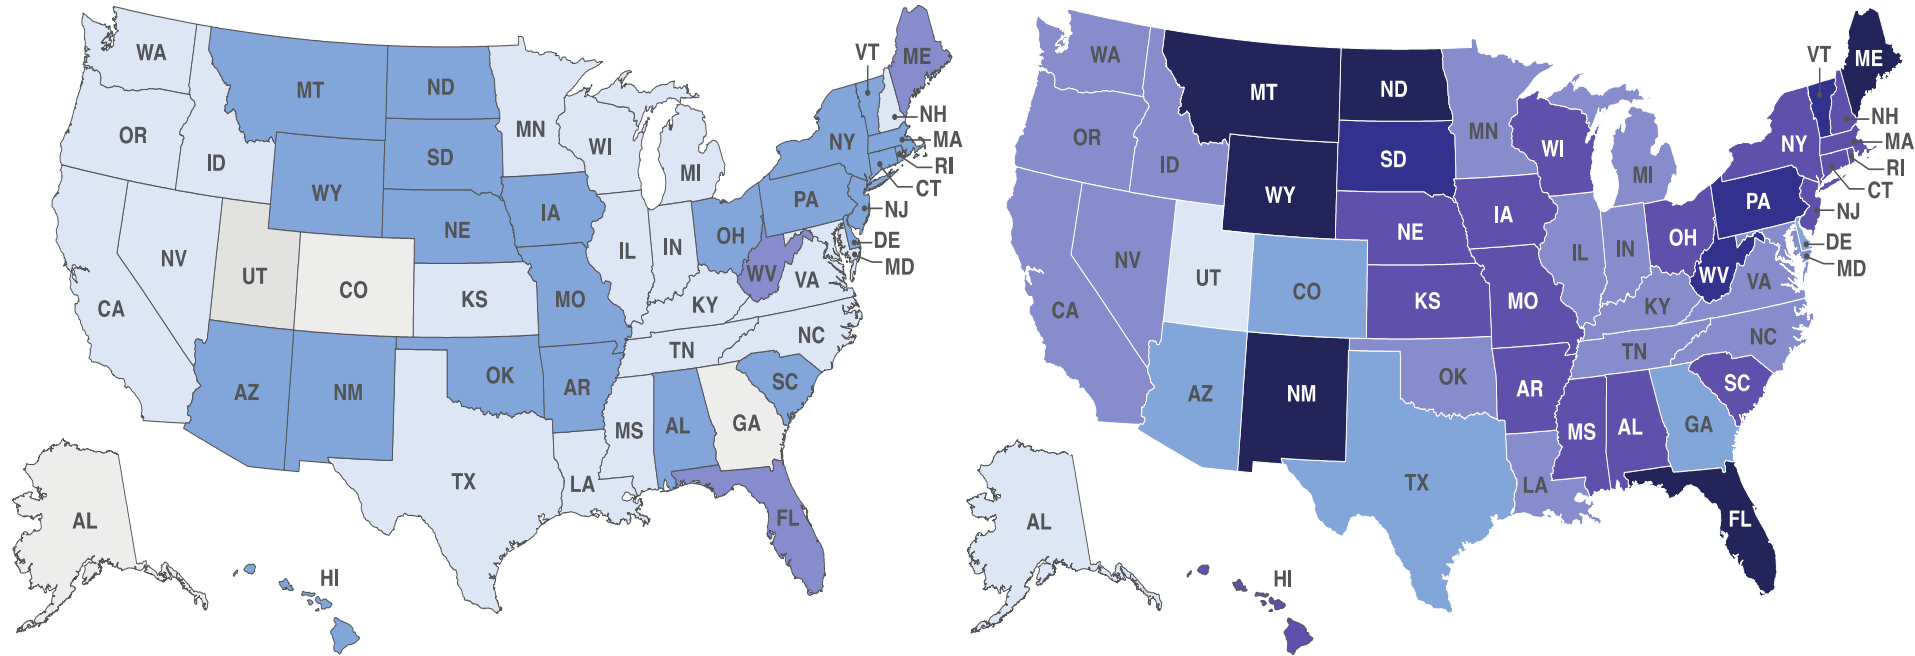 WA
MT
ND
VT
ME
OR
ID
MN
WI
MI
NY
NH
MA
RI
CT
SD
WY
IA
NE
PA
NJ
OH
DE
MD
NV
UT
CO
IL
IN
WV
VA
CA
KS
MO
KY
NC
TN
AZ
NM
OK
AR
SC
MS
AL
GA
TX
LA
FL
AL
HI
WA
MT
ND
VT
ME
OR
ID
MN
WI
MI
NY
NH
MA
RI
CT
SD
WY
IA
NE
PA
NJ
OH
DE
MD
NV
UT
CO
IL
IN
WV
VA
CA
KS
MO
KY
NC
TN
AZ
NM
OK
AR
SC
MS
AL
GA
TX
LA
FL
AL
HI